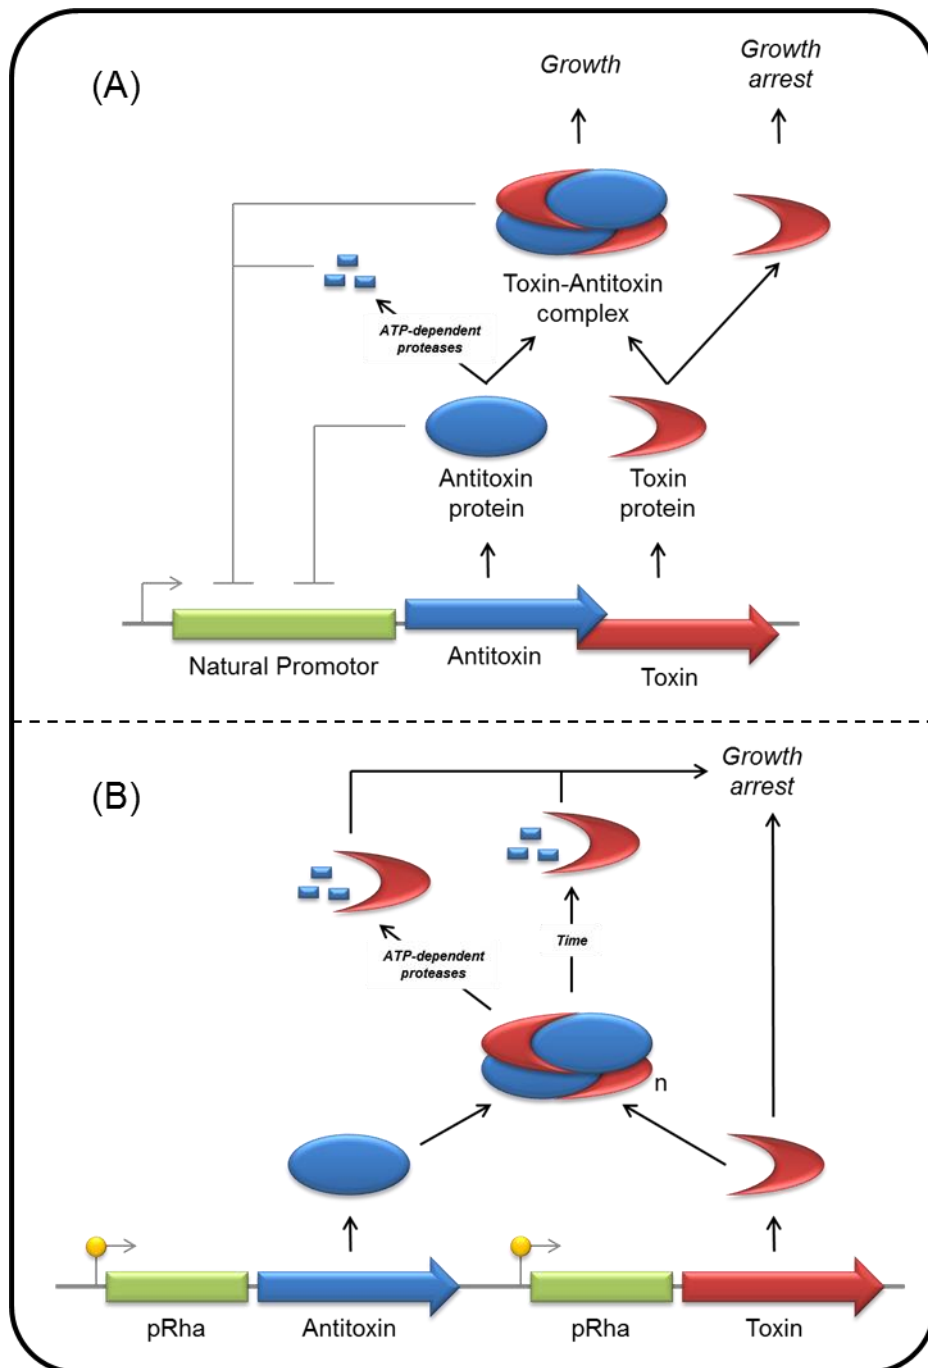 (A)
Growth
Growth
arrest
Toxin-Antitoxin
complex
ATP-dependent
proteases
Antitoxin
protein
Toxin
protein
Natural Promotor
Antitoxin
Toxin
(B)
Growth
arrest
ATP-dependent
proteases
Time
n
pRha
Antitoxin
pRha
Toxin